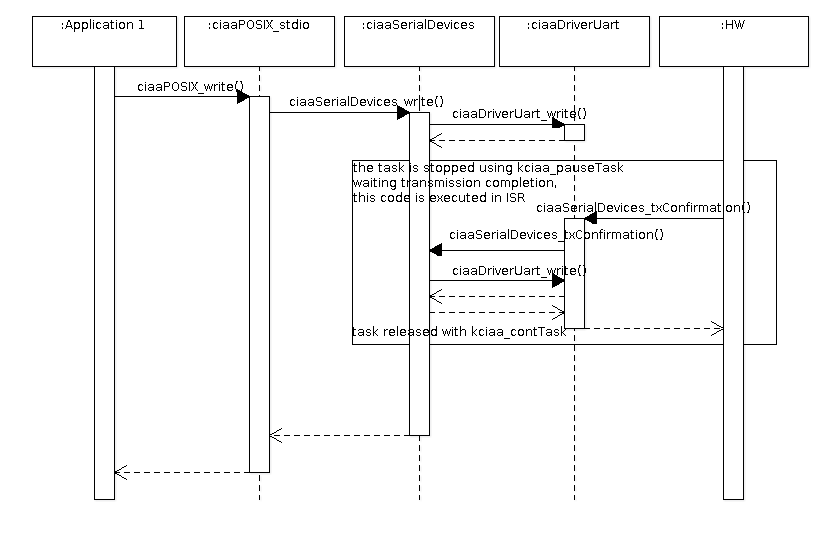 :Application 1
:ciaaPOSIX_stdio
:ciaaSerialDevices
:ciaaDriverUart
:HW
ciaaPOSIX_write()
ciaaSerialDevices_write()
ciaaDriverUart_write()
the task is stopped using kciaa_pauseTask
waiting transmission completion,
this code is executed in ISR
ciaaSerialDevices_txConfirmation()
ciaaSerialDevices_txConfirmation()
ciaaDriverUart_write()
task released with kciaa_contTask